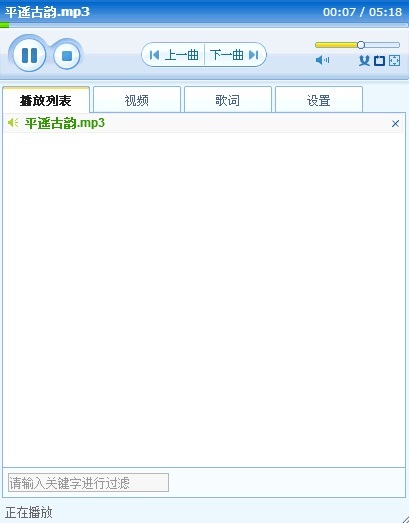 平遥古韵.mp3 00:07 / 05:18
上一曲 下一曲
播放列表 视频 歌词 设置
平遥古韵.mp3
请输入关键字进行过滤
正在播放